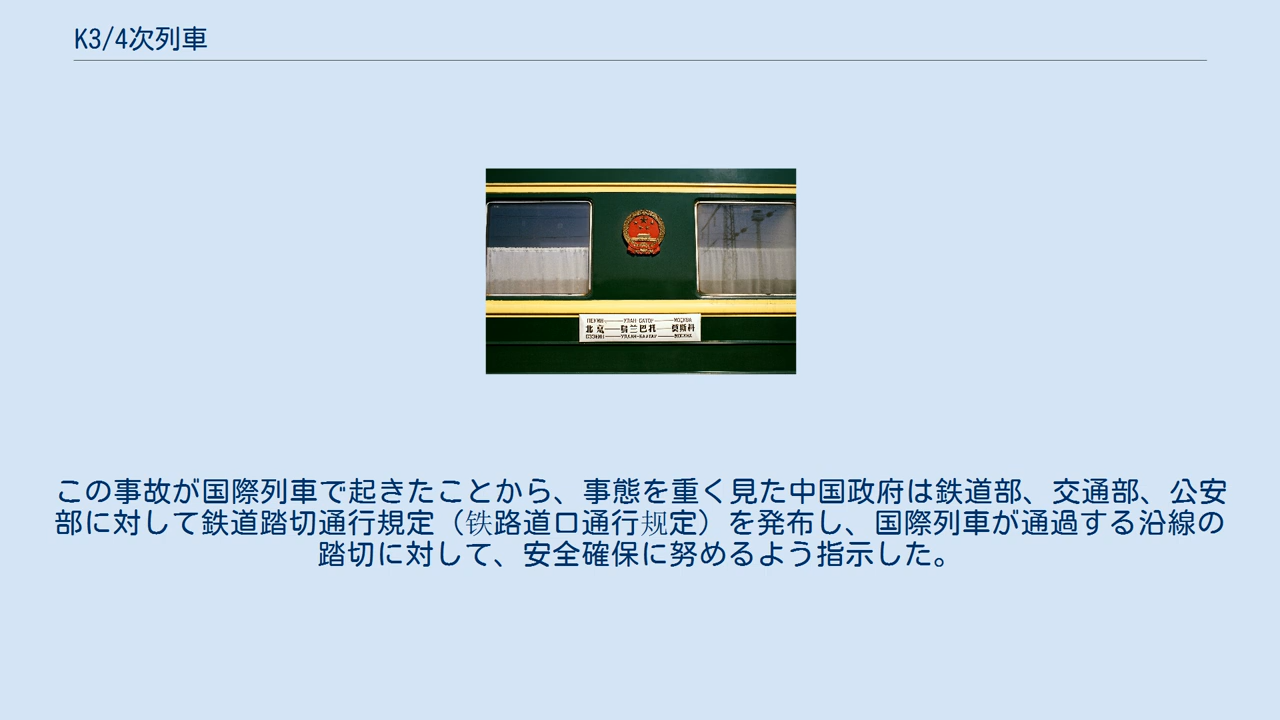 K3/4次列車
北京——乌兰巴托——莫斯科
この事故が国際列車で起きたことから、事態を重く見た中国政府は鉄道部、交通部、公安
部に対して鉄道踏切通行規定（铁路道口通行规定）を発布し、国際列車が通過する沿線の
踏切に対して、安全確保に努めるよう指示した。